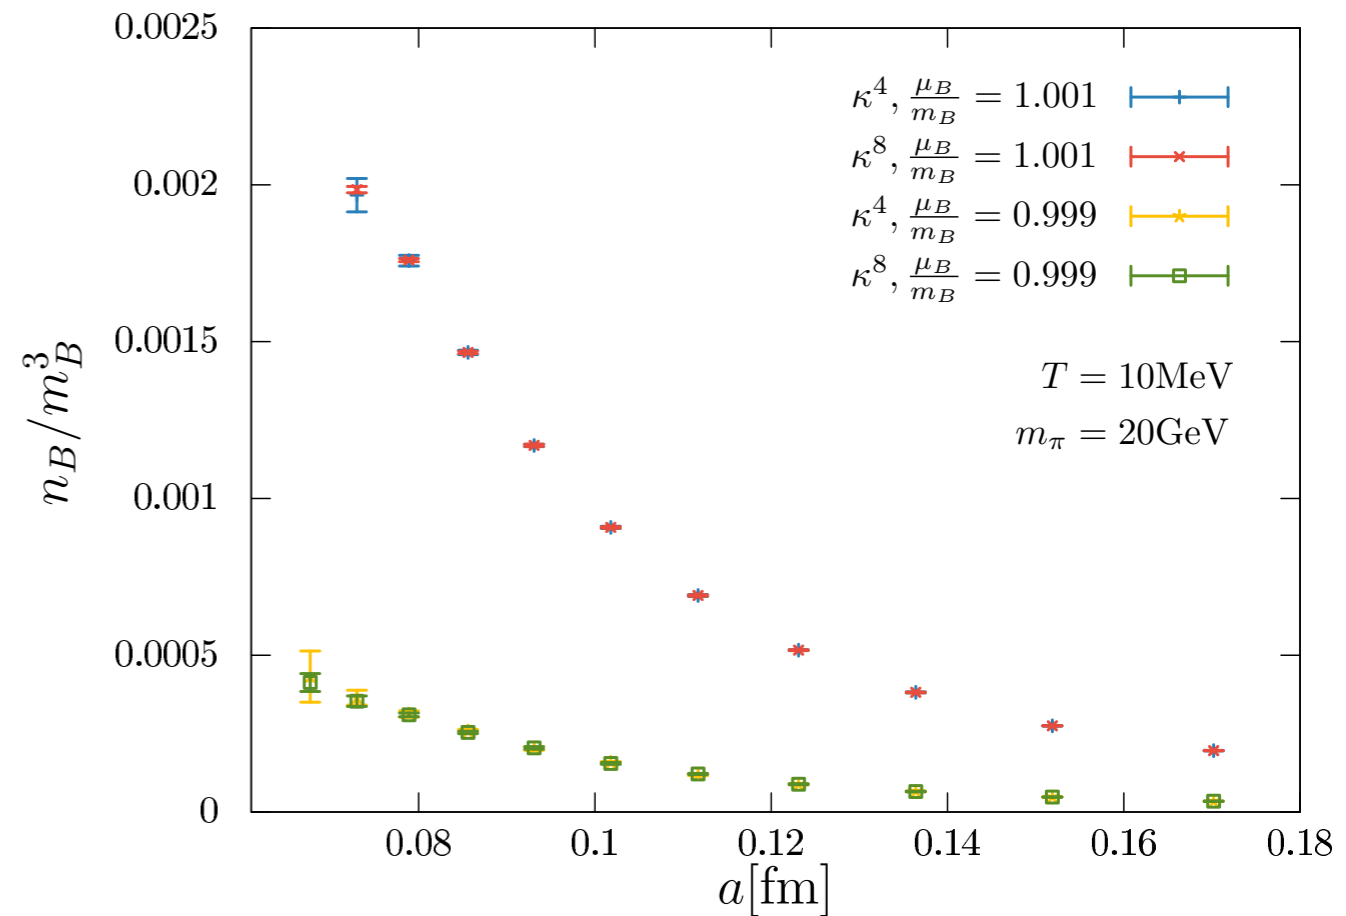 0.0025
0.002
0.0015
0.001
0.0005
0
n_B/m_B^3
κ^4, μ_B/m_B = 1.001
κ^8, μ_B/m_B = 1.001
κ^4, μ_B/m_B = 0.999
κ^8, μ_B/m_B = 0.999
T = 10MeV
m_π = 20GeV
0.08 0.1 0.12 0.14 0.16 0.18
a[fm]